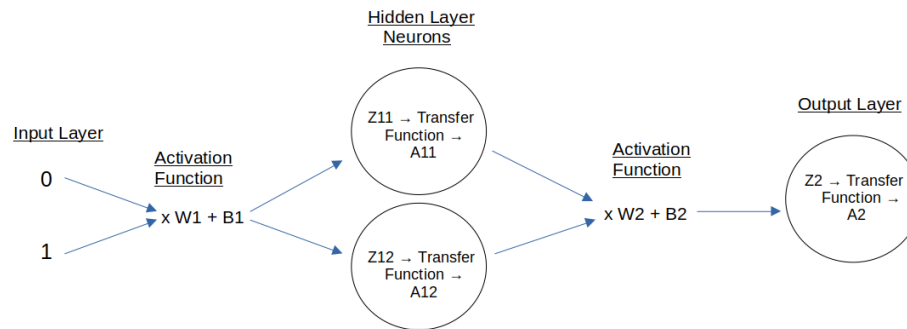 Input Layer
0
1
Activation
Function
x W1 + B1
Hidden Layer
Neurons
Z11 → Transfer
Function →
A11
Z12 → Transfer
Function →
A12
Activation
Function
x W2 + B2
Output Layer
Z2 → Transfer
Function →
A2